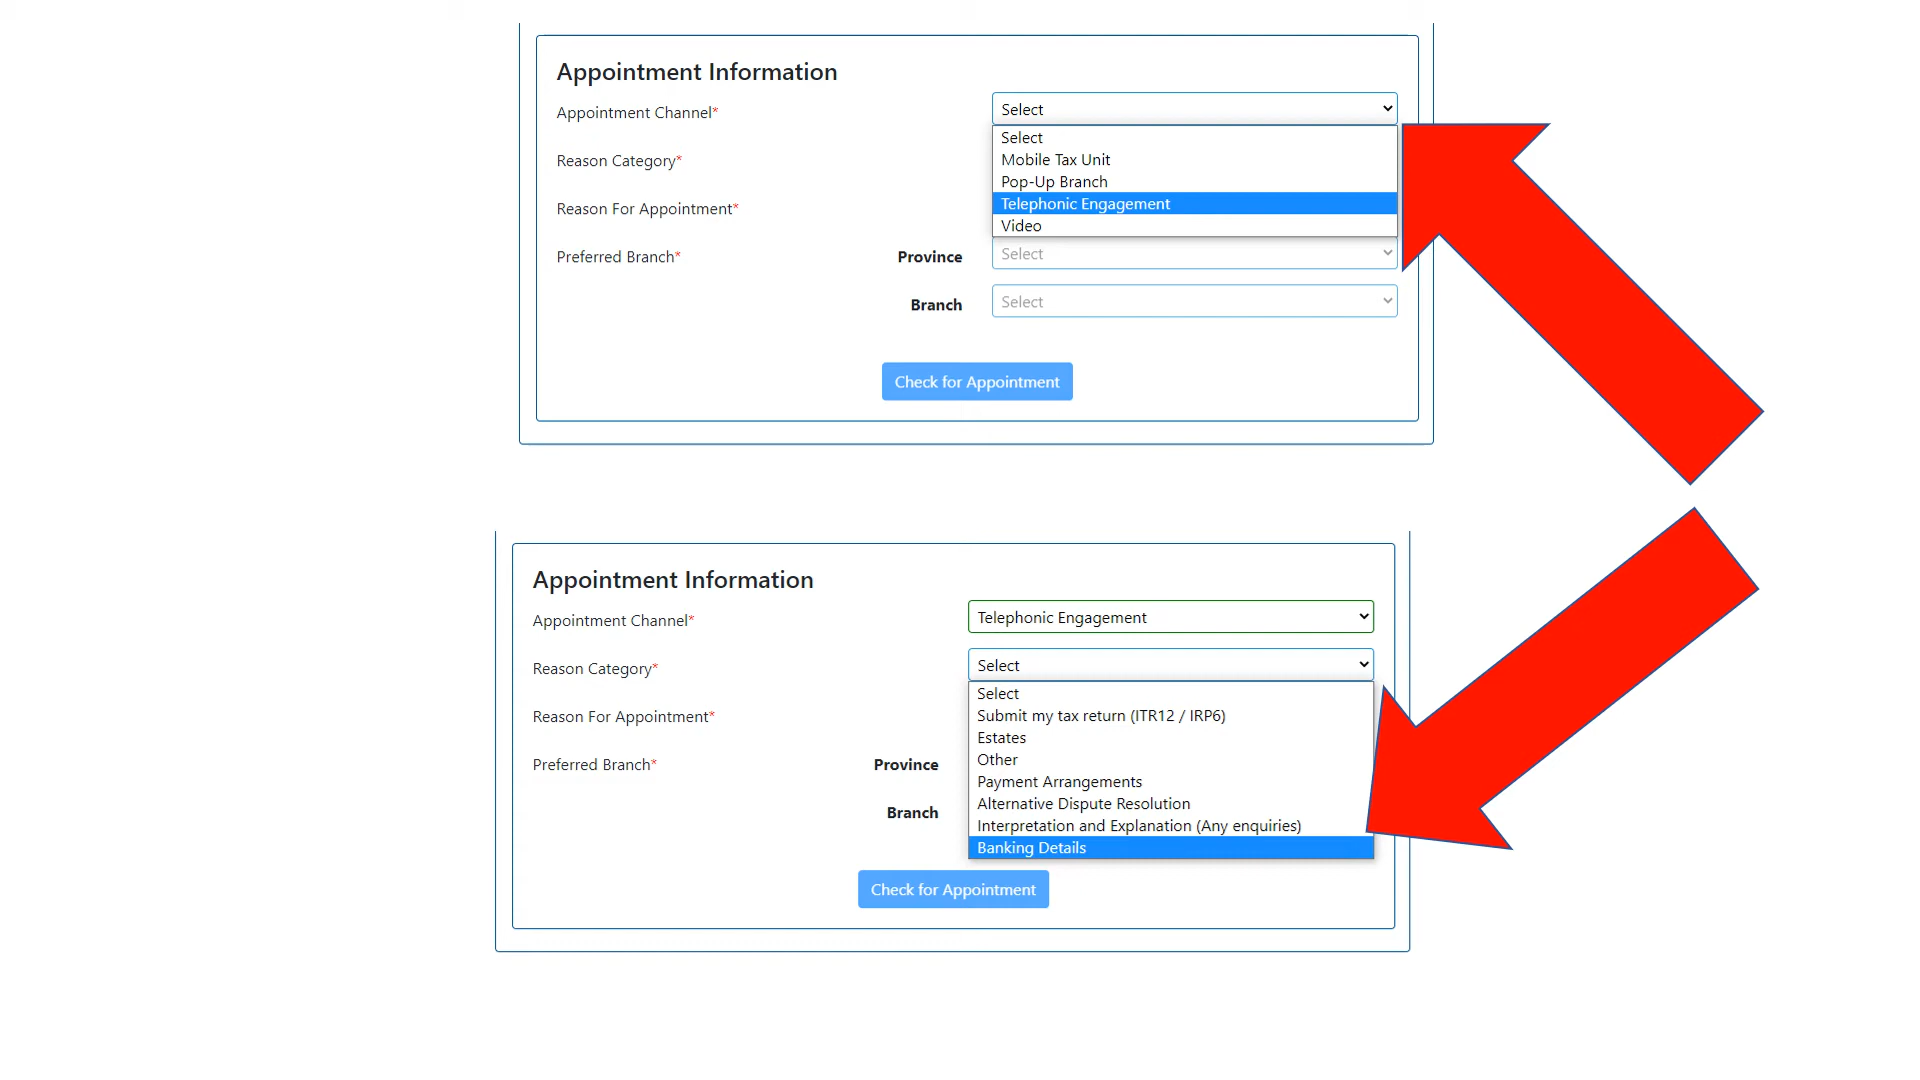 Appointment Information
Appointment Channel*
Select
Select
Mobile Tax Unit
Reason Category*
Pop-Up Branch
Telephonic Engagement
Reason For Appointment*
Video
Preferred Branch*
Province
Select
Branch
Select
Check for Appointment
Appointment Information
Appointment Channel*
Telephonic Engagement
Reason Category*
Select
Select
Submit my tax return (ITR12 / IRP6)
Reason For Appointment*
Estates
Other
Preferred Branch*
Province
Payment Arrangements
Alternative Dispute Resolution
Branch
Interpretation and Explanation (Any enquiries)
Banking Details
Check for Appointment